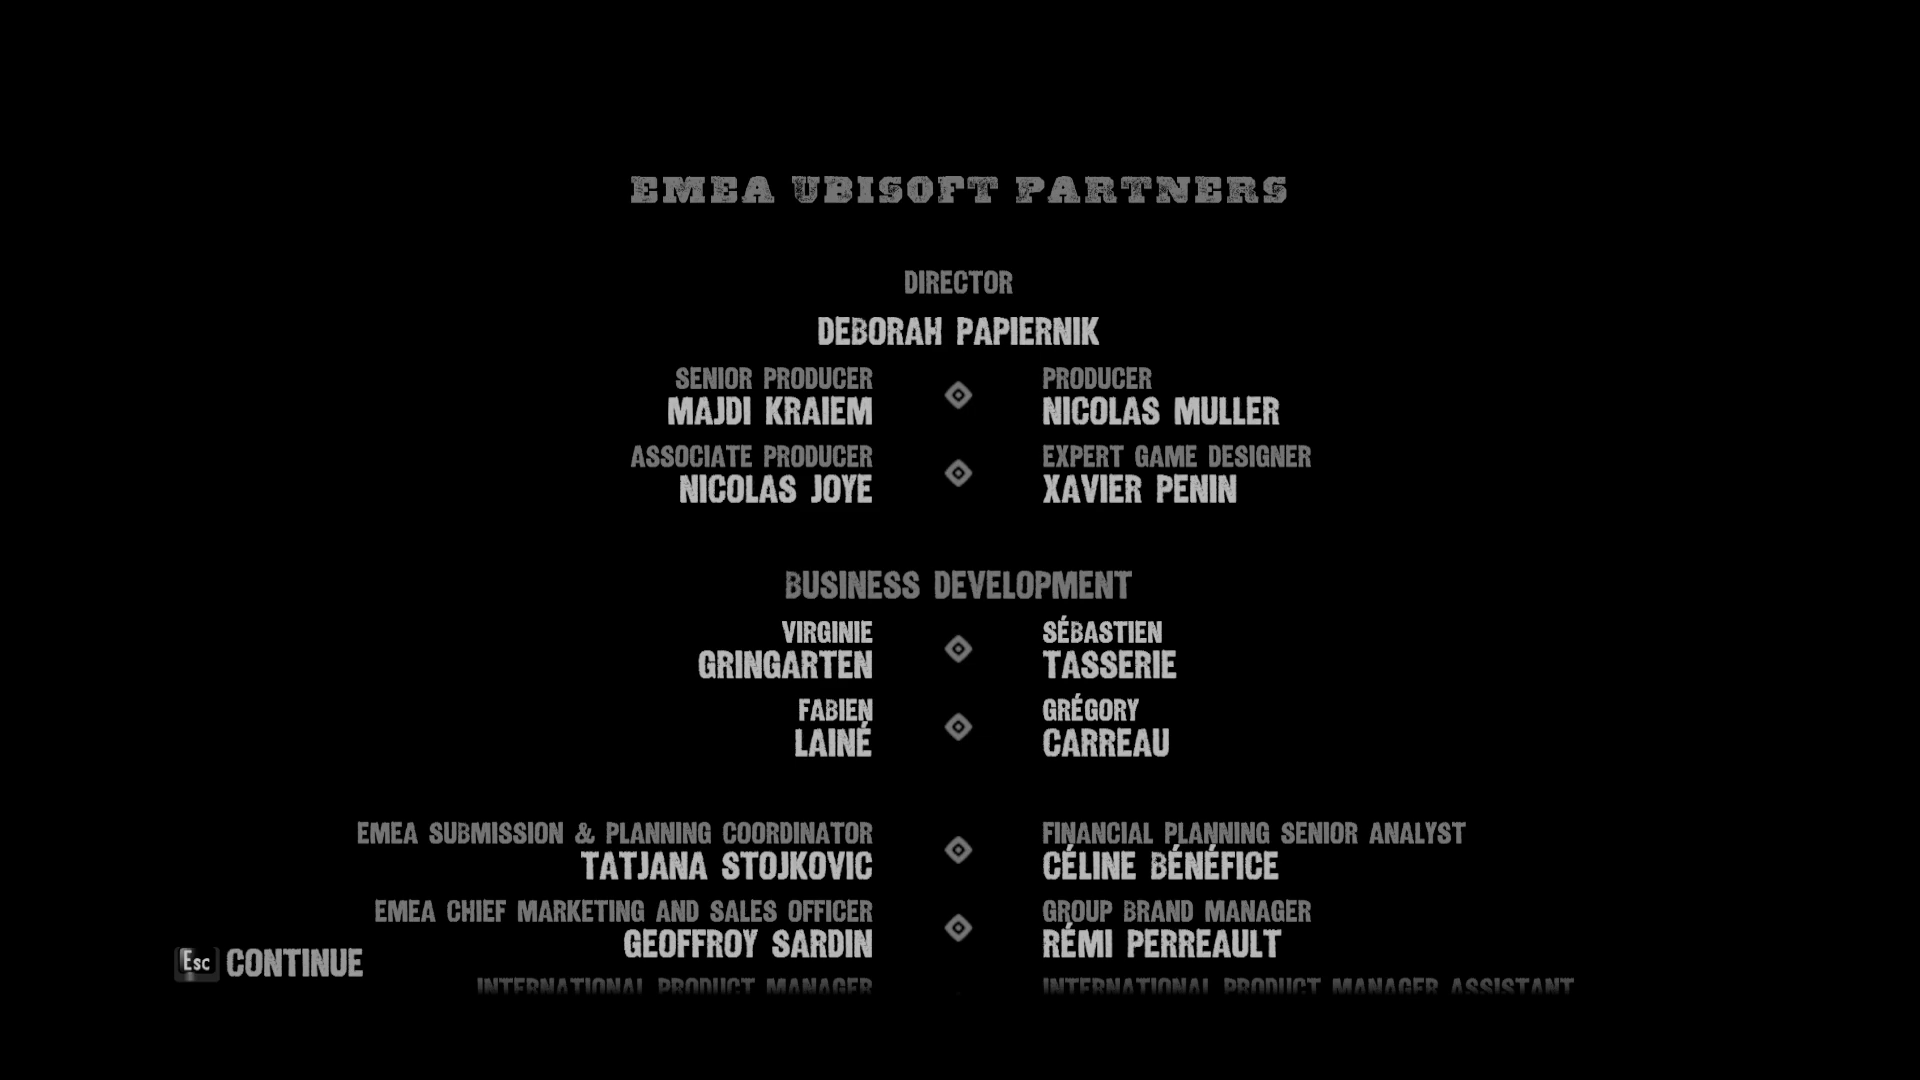 EMEA UBISOFT PARTNERS
DIRECTOR
DEBORAH PAPIERNIK
SENIOR PRODUCER
MAJDI KRAIEM
PRODUCER
NICOLAS MULLER
ASSOCIATE PRODUCER
NICOLAS JOYE
EXPERT GAME DESIGNER
XAVIER PENIN
BUSINESS DEVELOPMENT
VIRGINIE
GRINGARTEN
SÉBASTIEN
TASSERIE
FABIEN
LAINÉ
GRÉGORY
CARREAU
EMEA SUBMISSION & PLANNING COORDINATOR
TATJANA STOJKOVIC
FINANCIAL PLANNING SENIOR ANALYST
CÉLINE BÉNÉFICE
EMEA CHIEF MARKETING AND SALES OFFICER
GEOFFROY SARDIN
GROUP BRAND MANAGER
RÉMI PERREAULT
INTERNATIONAL PRODUCT MANAGER
INTERNATIONAL PRODUCT MANAGER ASSISTANT
Esc CONTINUE